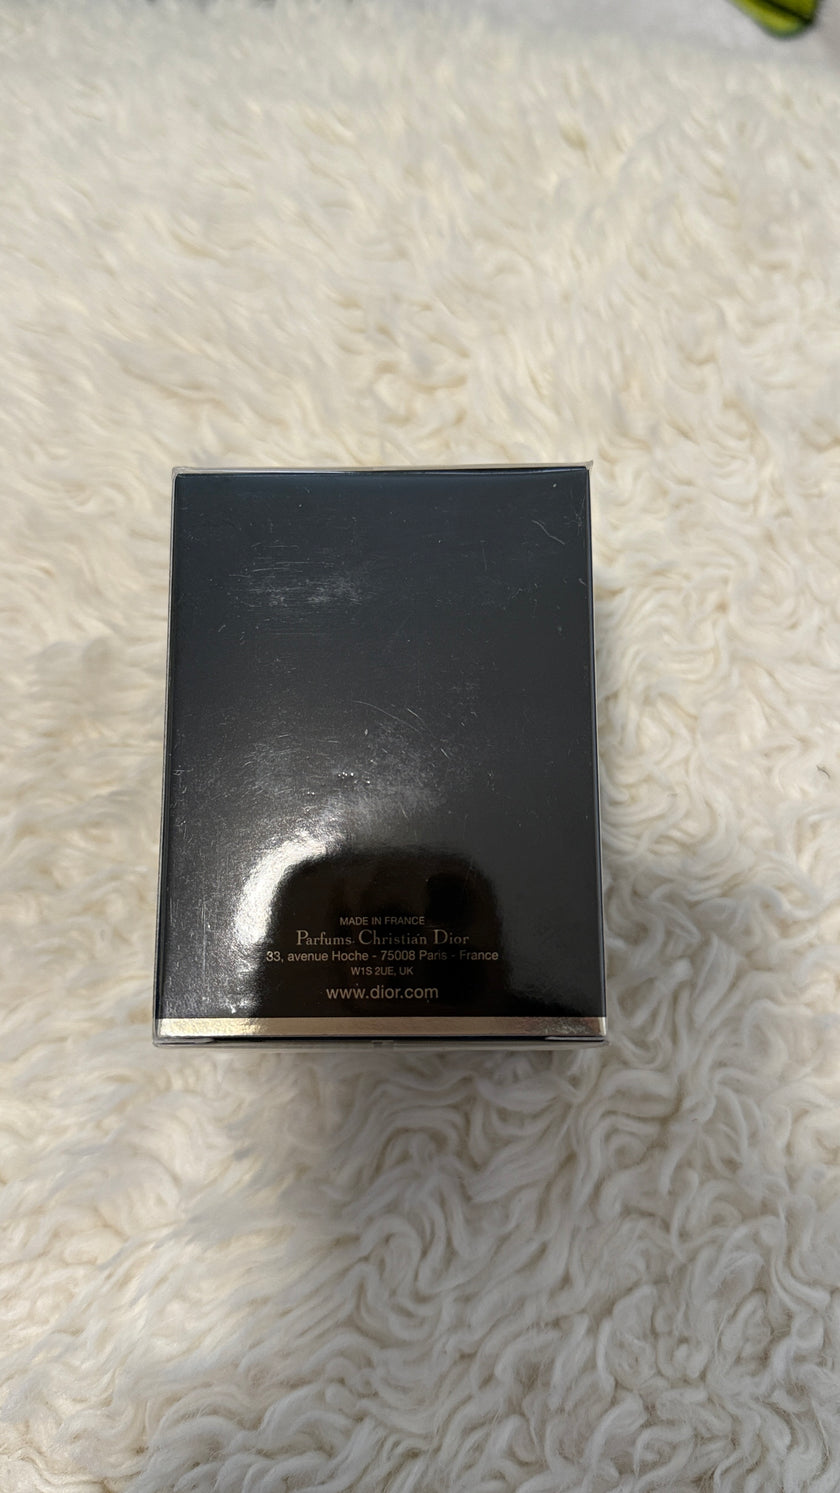 MADE IN FRANCE
Parfums Christian Dior
33, avenue Hoche - 75008 Paris - France
W1S 2UE, UK
www.dior.com